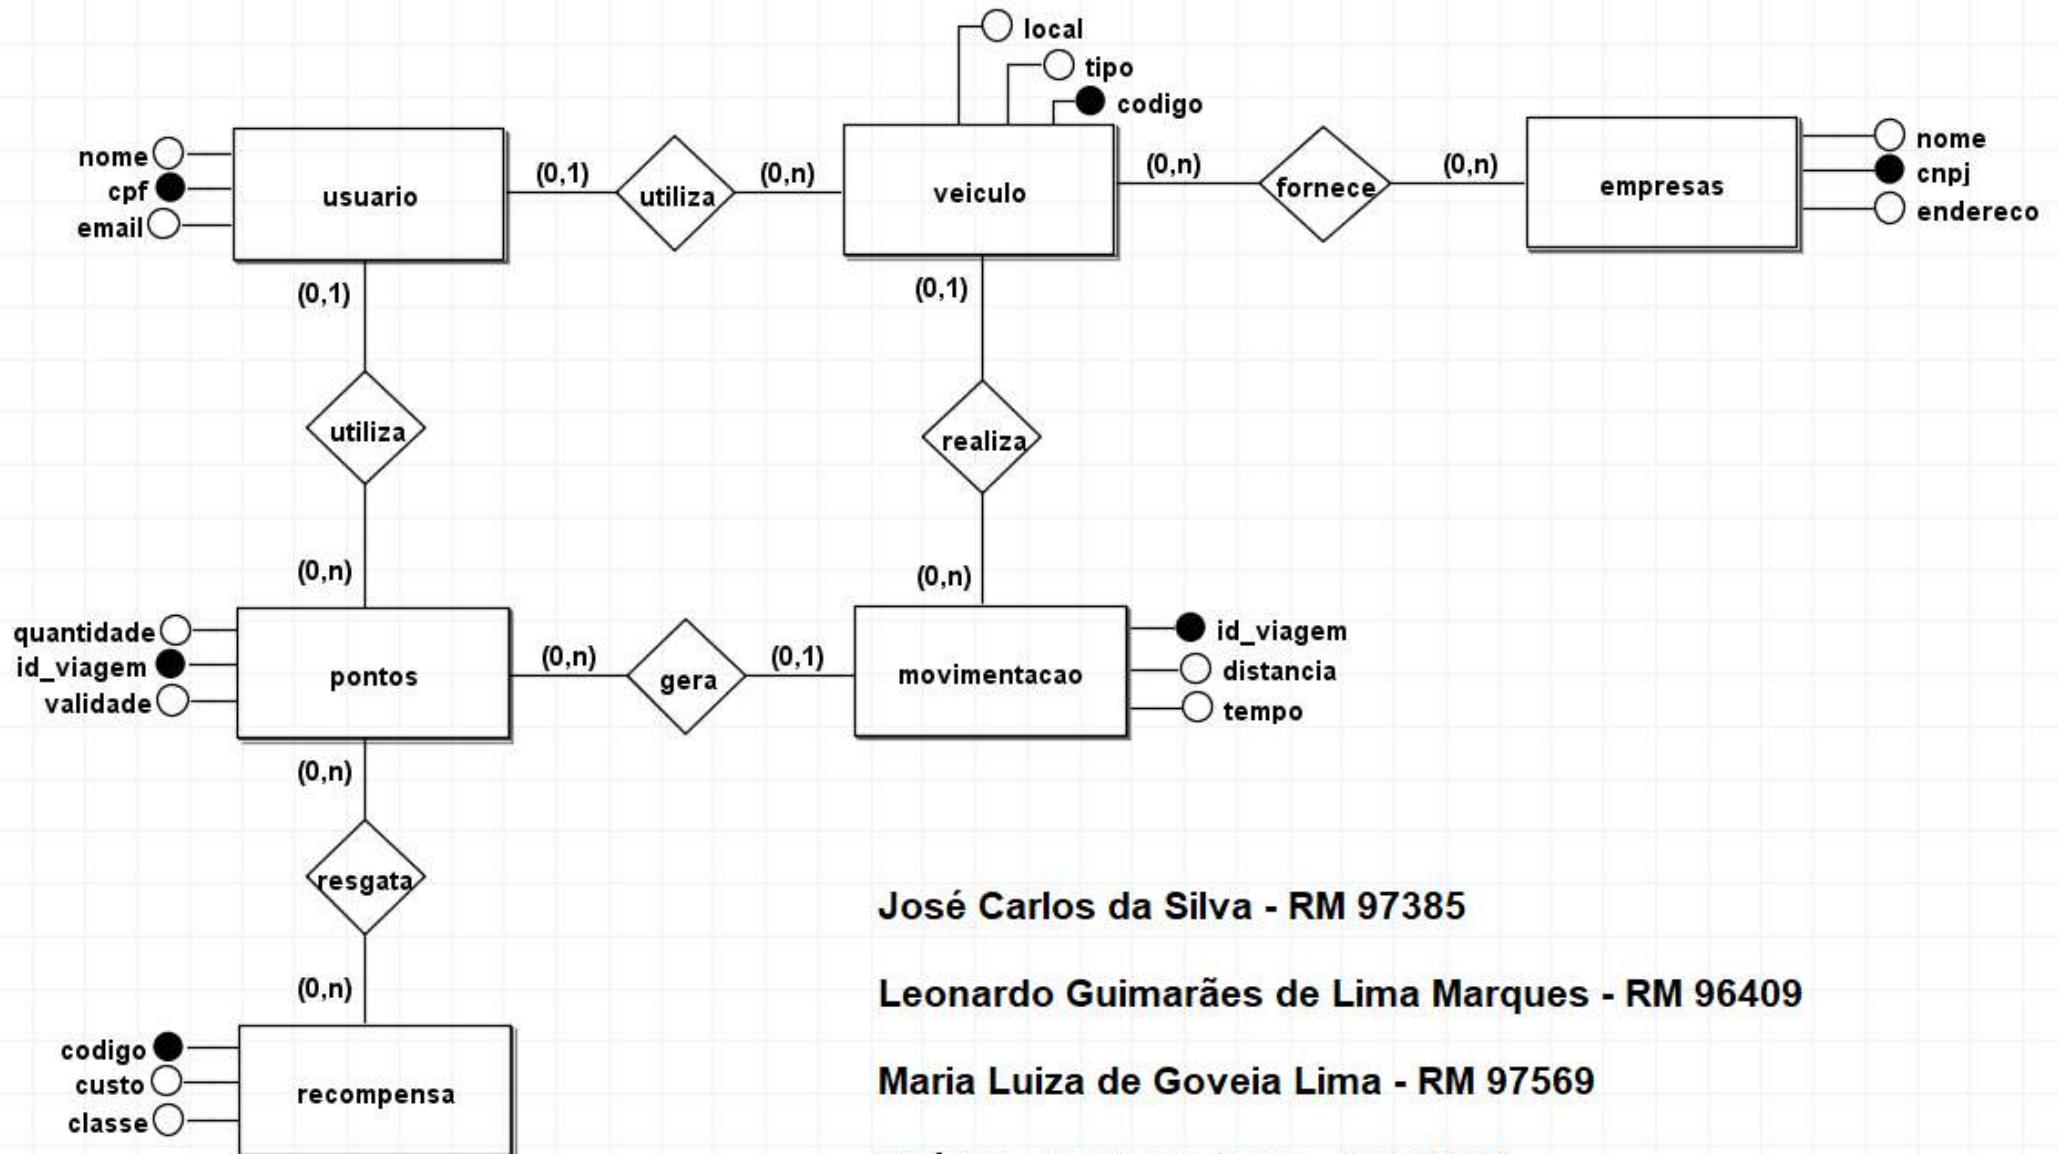 local
tipo
codigo
nome
cpf
email
usuario
(0,1)
utiliza
(0,n)
veiculo
(0,n)
fornece
(0,n)
empresas
nome
cnpj
endereco
(0,1)
(0,1)
utiliza
realiza
(0,n)
(0,n)
quantidade
id_viagem
validade
pontos
(0,n)
gera
(0,1)
movimentacao
id_viagem
distancia
tempo
(0,n)
resgata
(0,n)
codigo
custo
classe
recompensa
José Carlos da Silva - RM 97385
Leonardo Guimarães de Lima Marques - RM 96409
Maria Luiza de Goveia Lima - RM 97569